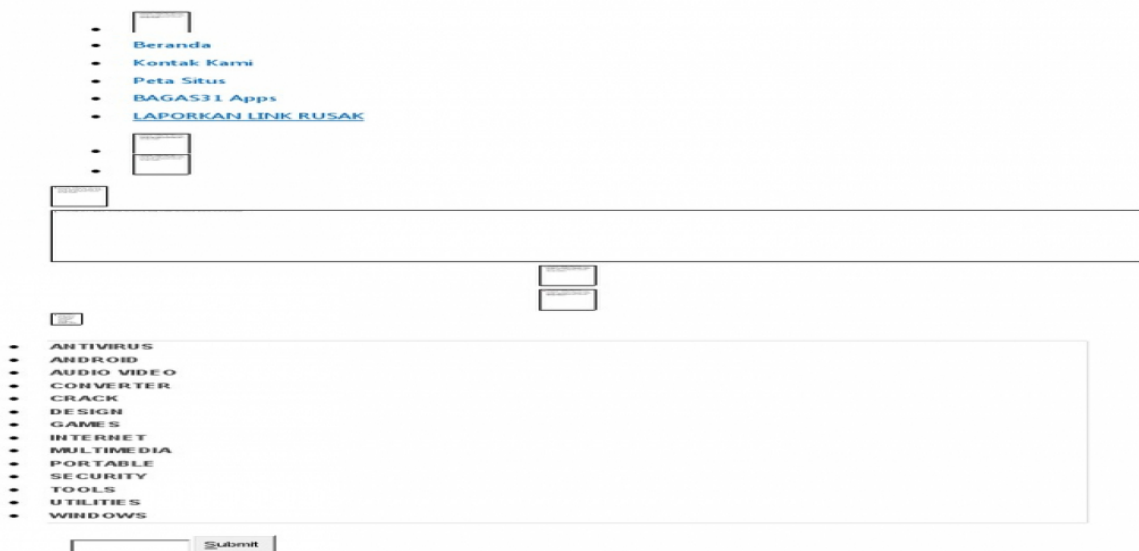 Beranda
Kontak Kami
Peta Situs
BAGAS31 Apps
LAPORKAN LINK RUSAK
ANTIVIRUS
ANDROID
AUDIO VIDEO
CONVERTER
CRACK
DESIGN
GAMES
INTERNET
MULTIMEDIA
PORTABLE
SECURITY
TOOLS
UTILITIES
WINDOWS
Submit